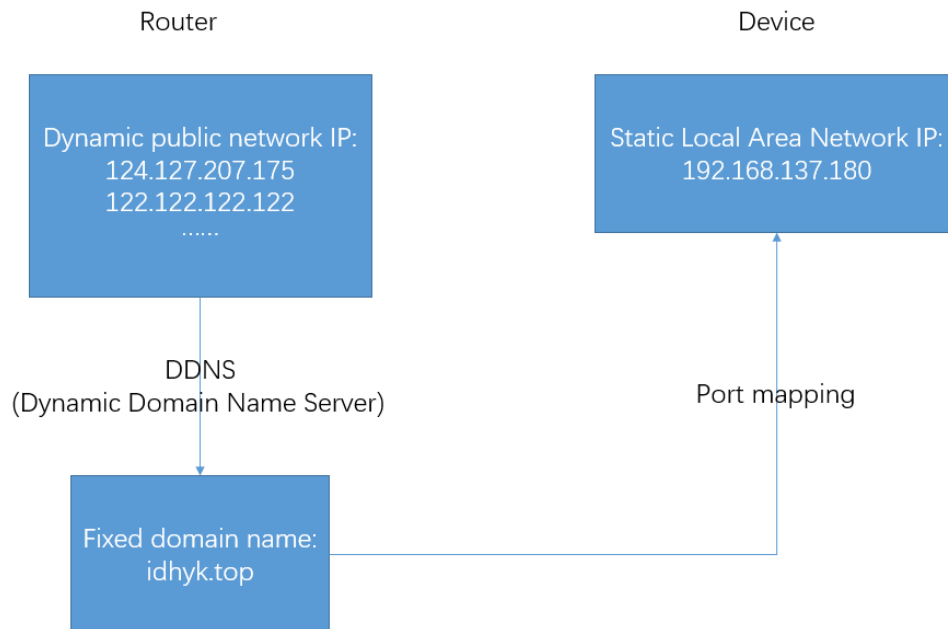 Router
Device
Dynamic public network IP:
124.127.207.175
122.122.122.122
......
Static Local Area Network IP:
192.168.137.180
DDNS
(Dynamic Domain Name Server)
Port mapping
Fixed domain name:
idhyk.top